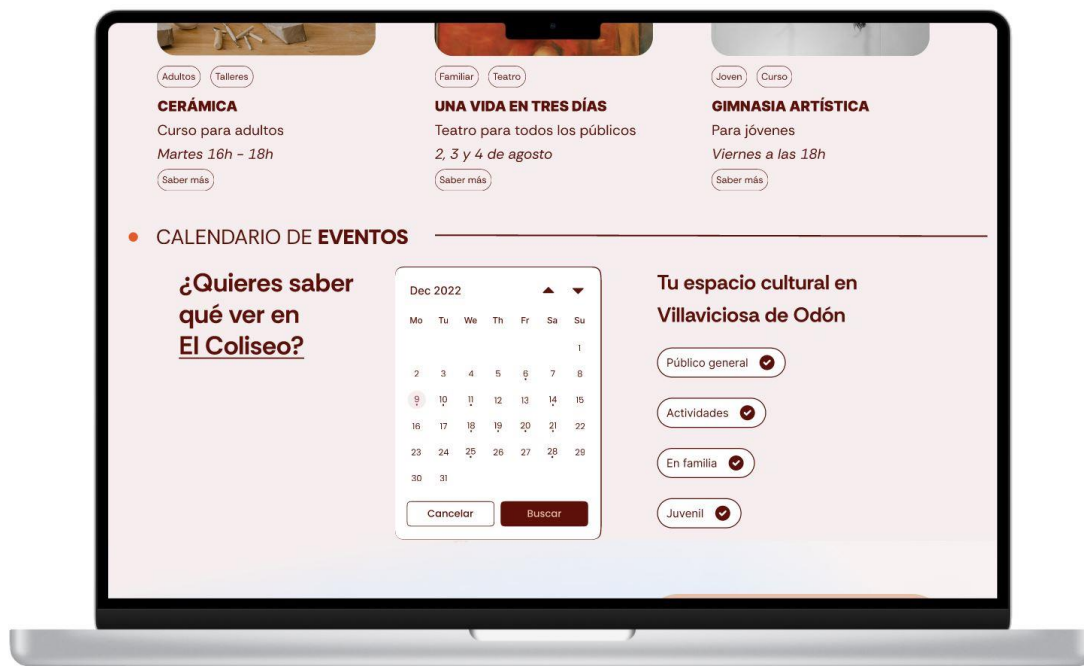 Adultos Talleres
CERÁMICA
Curso para adultos
Martes 16h - 18h
Saber más
Familiar Teatro
UNA VIDA EN TRES DÍAS
Teatro para todos los públicos
2, 3 y 4 de agosto
Saber más
Joven Curso
GIMNASIA ARTÍSTICA
Para jóvenes
Viernes a las 18h
Saber más
CALENDARIO DE EVENTOS
¿Quieres saber
qué ver en
El Coliseo?
Dec 2022
Mo Tu We Th Fr Sa Su
1
2 3 4 5 6 7 8
9 10 11 12 13 14 15
16 17 18 19 20 21 22
23 24 25 26 27 28 29
30 31
Cancelar Buscar
Tu espacio cultural en
Villaviciosa de Odón
Público general
Actividades
En familia
Juvenil